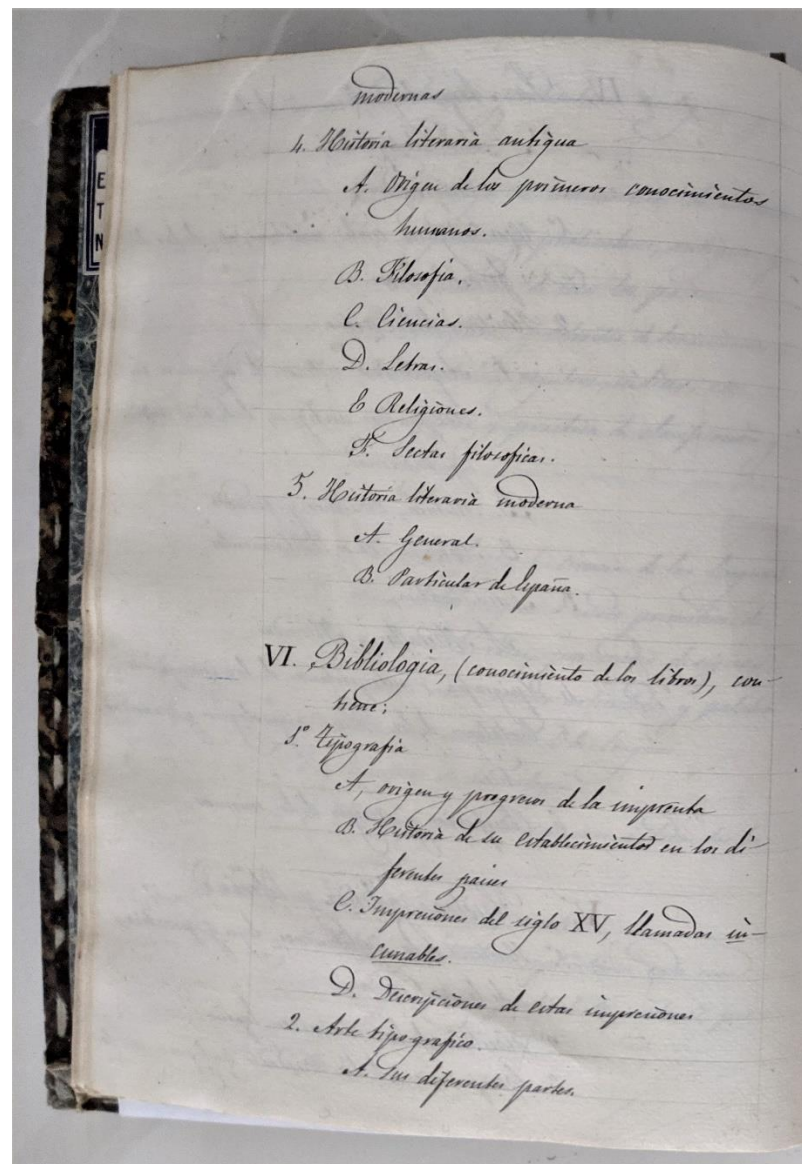 modernas
4. Historia literaria antigua
A. Origen de los primeros conocimientos
humanos.
B. Filosofia.
C. Ciencias.
D. Letras.
E Religiones.
F. Sectas filosoficas.
5. Historia literaria moderna
A. General.
B. Particular de España.
VI. Bibliologia, (conocimiento de los libros), con-
tiene:
1.º Tipografia
A, origen y progresos de la imprenta
B. Historia de su establecimientos en los di-
ferentes paises
C. Impresiones del siglo XV, llamadas in-
cunables.
D. Descripciones de estas impresiones
2. Arte tipografico.
A. Sus diferentes partes.
E
T
N